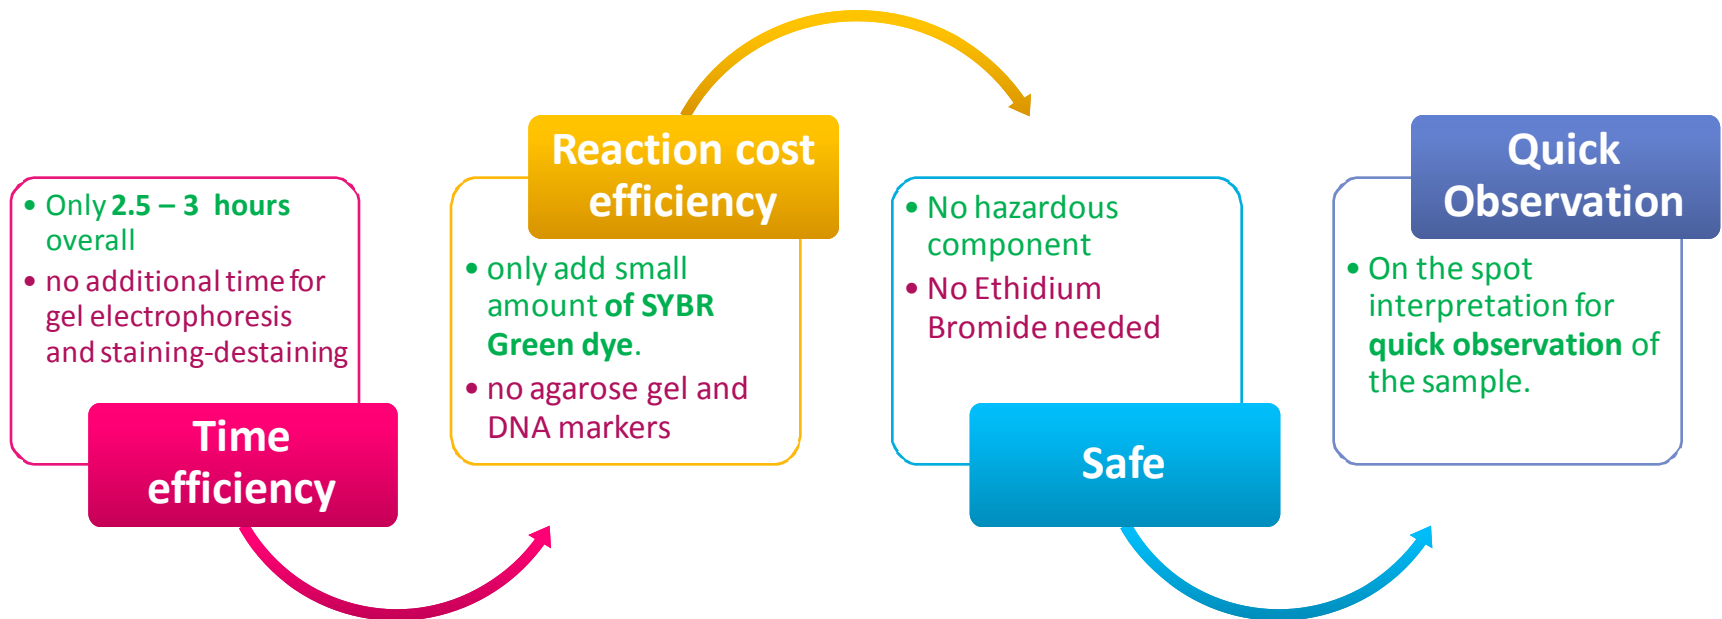 • Only 2.5 – 3 hours
overall
• no additional time for
gel electrophoresis
and staining-destaining
Time
efficiency
Reaction cost
efficiency
• only add small
amount of SYBR
Green dye.
• no agarose gel and
DNA markers
• No hazardous
component
• No Ethidium
Bromide needed
Safe
Quick
Observation
• On the spot
interpretation for
quick observation of
the sample.